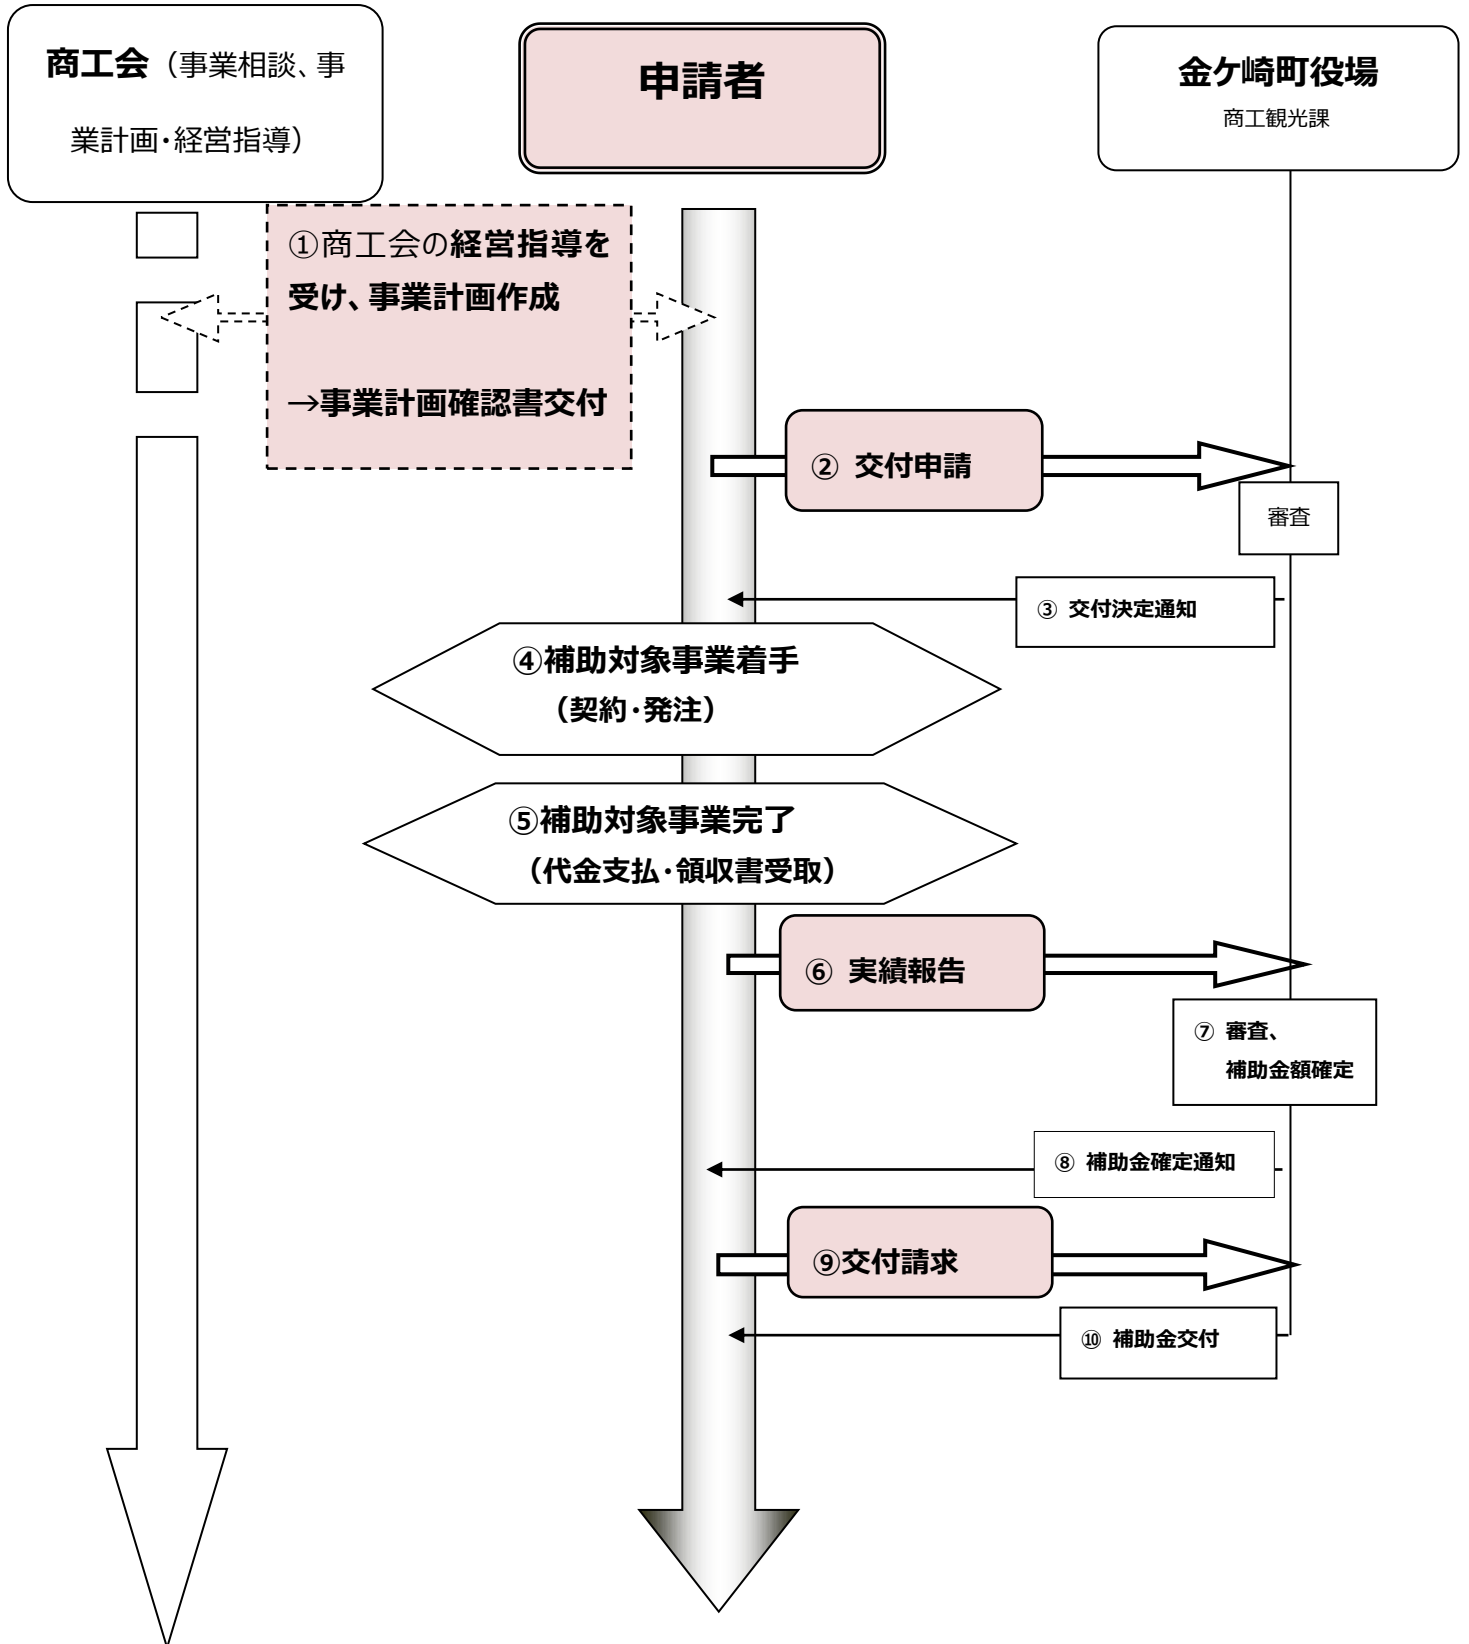 商工会（事業相談、事
業計画・経営指導）
申請者
金ケ崎町役場
商工観光課
①商工会の経営指導を
受け、事業計画作成
→事業計画確認書交付
② 交付申請
審査
③ 交付決定通知
④補助対象事業着手
（契約・発注）
⑤補助対象事業完了
（代金支払・領収書受取）
⑥ 実績報告
⑦ 審査、
補助金額確定
⑧ 補助金確定通知
⑨交付請求
⑩ 補助金交付